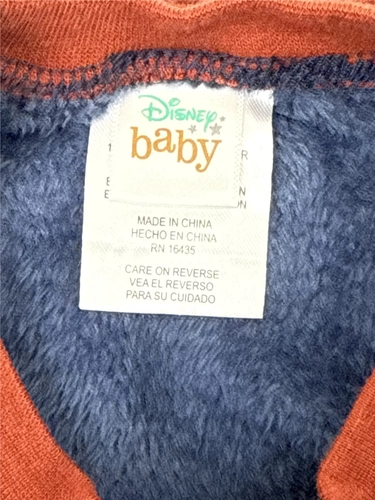 Disney
baby
MADE IN CHINA
HECHO EN CHINA
RN 16435
CARE ON REVERSE
VEA EL REVERSO
PARA SU CUIDADO